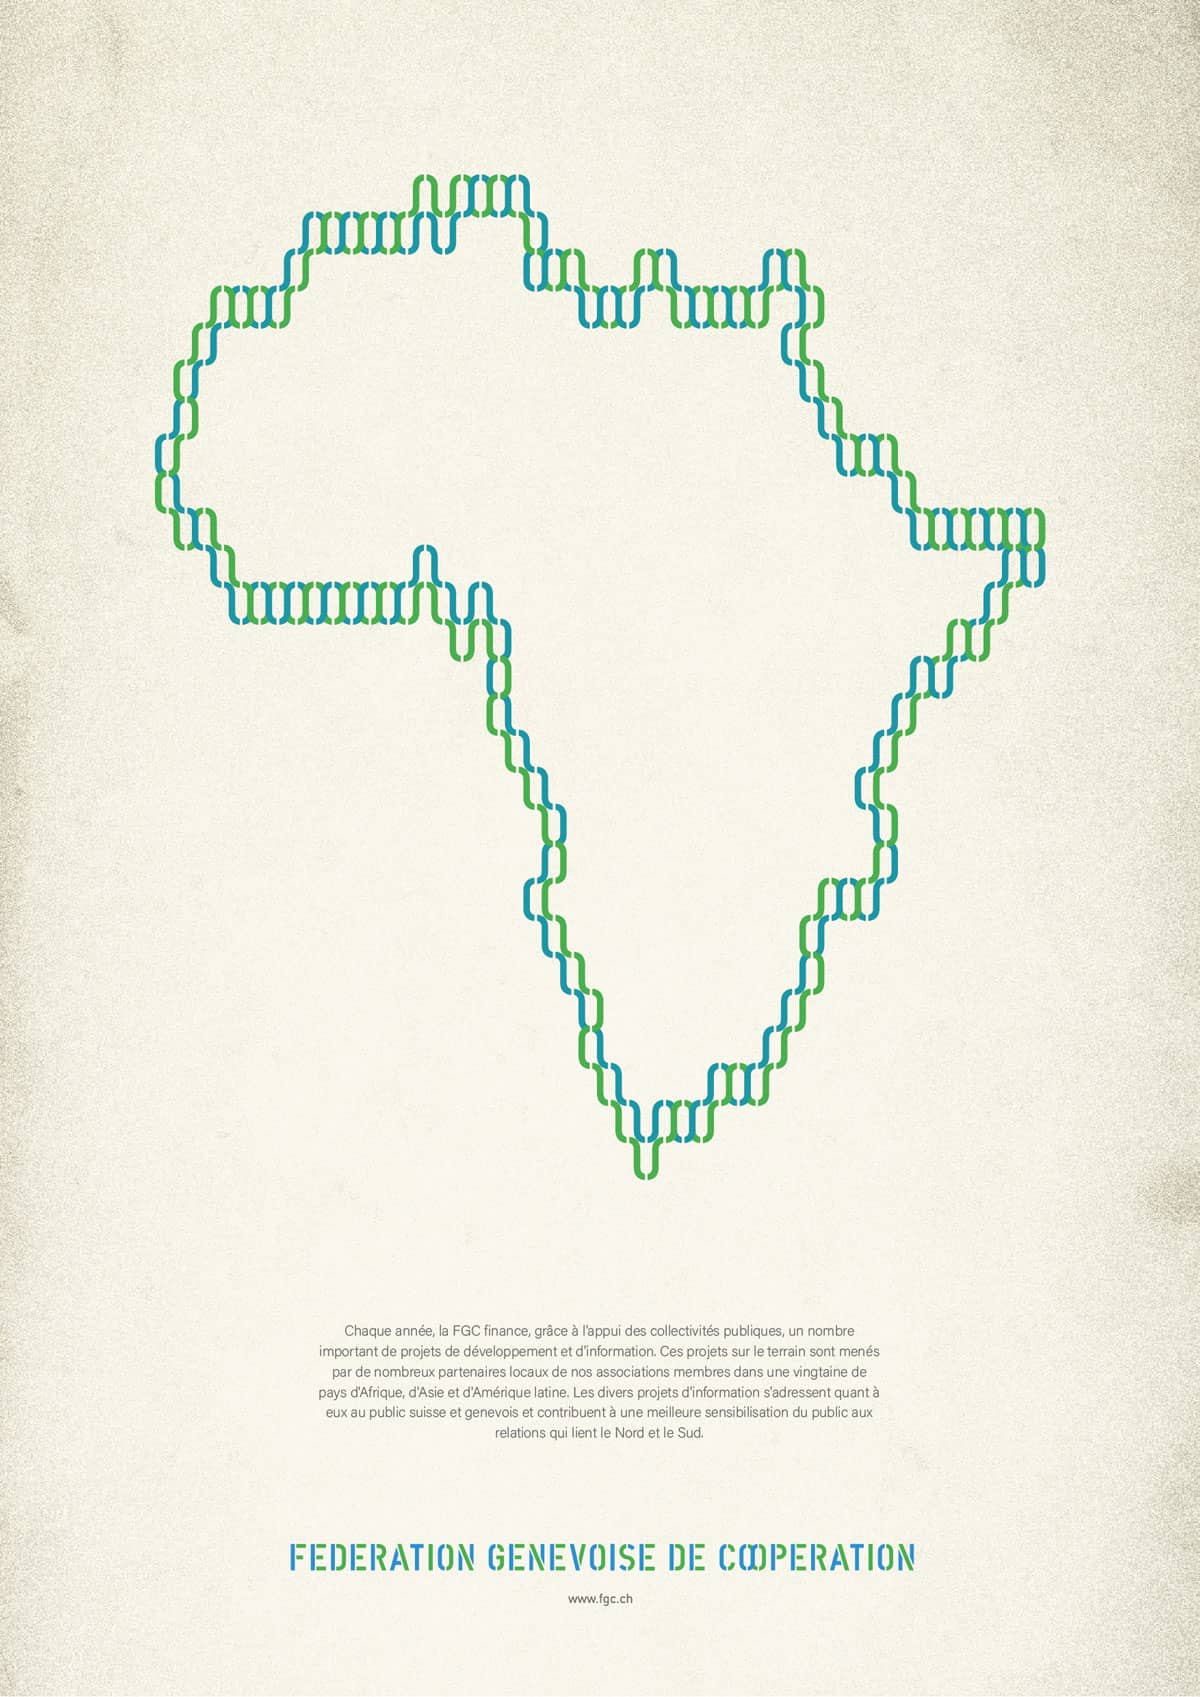 Chaque année, la FGC finance, grâce à l'appui des collectivités publiques, un nombre
important de projets de développement et d'information. Ces projets sur le terrain sont menés
par de nombreux partenaires locaux de nos associations membres dans une vingtaine de
pays d'Afrique, d'Asie et d'Amérique latine. Les divers projets d'information s'adressent quant à
eux au public suisse et genevois et contribuent à une meilleure sensibilisation du public aux
relations qui lient le Nord et le Sud.
FEDERATION GENEVOISE DE COOPERATION
www.fgc.ch